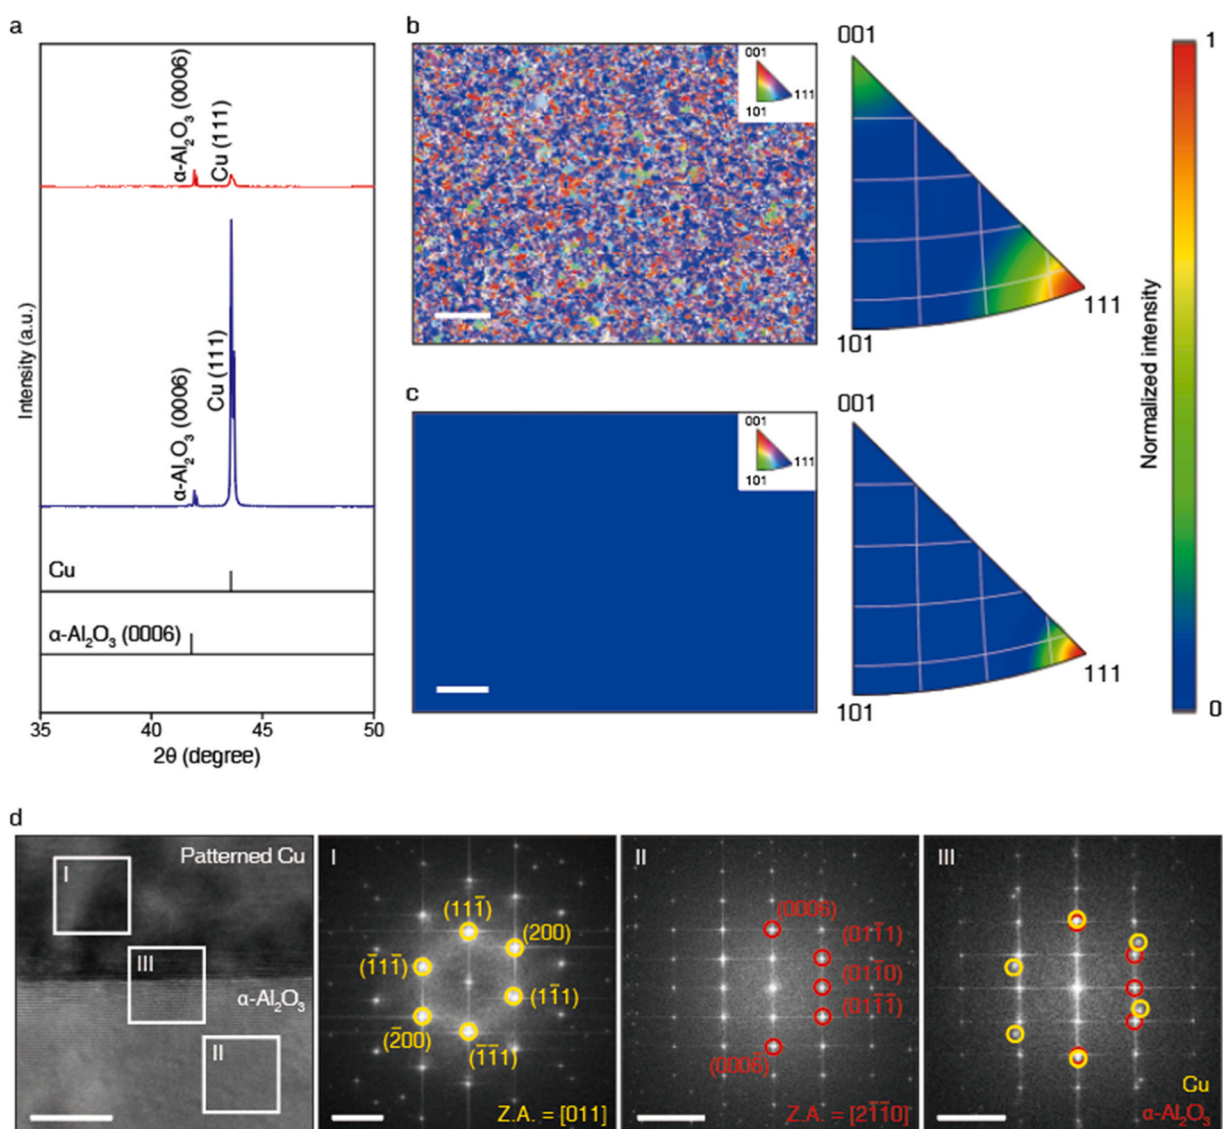 a
α-Al2O3 (0006)
Cu (111)
α-Al2O3 (0006)
Cu (111)
Cu
α-Al2O3 (0006)
Intensity (a.u.)
35
40
45
50
2θ (degree)
b
001
111
101
001
111
101
c
001
111
101
001
111
101
1
Normalized intensity
0
d
Patterned Cu
I
III
α-Al2O3
II
I
(111̅)
(200)
(1̅11̅)
(11̅1)
(2̅00)
(1̅1̅1)
Z.A. = [011]
II
(0006)
(011̅1)
(011̅0)
(011̅1̅)
(0006̅)
Z.A. = [21̅1̅0]
III
Cu
α-Al2O3